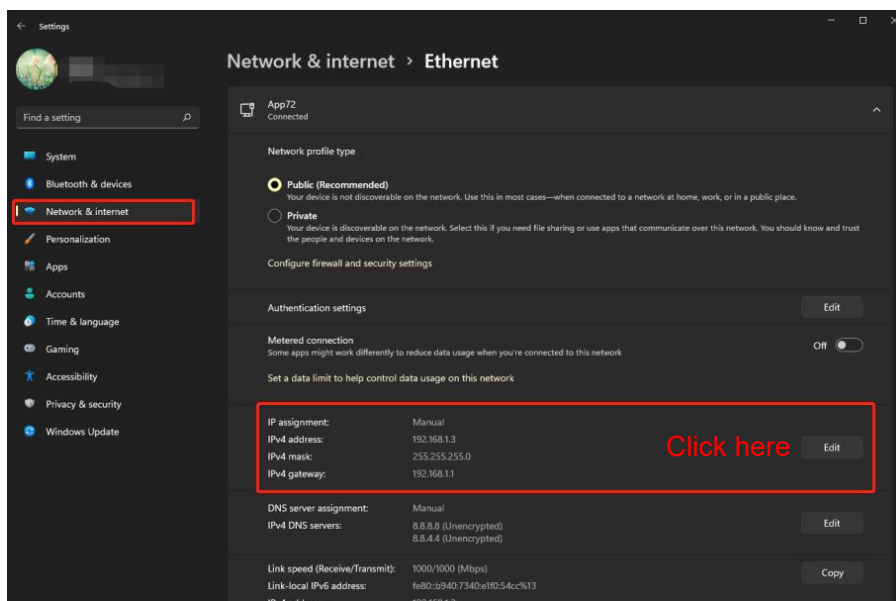 Settings
Network & internet > Ethernet
Find a setting
System
Bluetooth & devices
Network & internet
Personalization
Apps
Accounts
Time & language
Gaming
Accessibility
Privacy & security
Windows Update
App72
Connected
Network profile type
Public (Recommended)
Your device is not discoverable on the network. Use this in most cases—when connected to a network at home, work, or in a public place.
Private
Your device is discoverable on the network. Select this if you need file sharing or use apps that communicate over this network. You should know and trust
the people and devices on the network.
Configure firewall and security settings
Authentication settings Edit
Metered connection
Some apps might work differently to reduce data usage when you're connected to this network
Off
Set a data limit to help control data usage on this network
IP assignment: Manual
IPv4 address: 192.168.1.3
IPv4 mask: 255.255.255.0
IPv4 gateway: 192.168.1.1
Click here Edit
DNS server assignment: Manual
IPv4 DNS servers: 8.8.8.8 (Unencrypted)
8.8.4.4 (Unencrypted)
Edit
Link speed (Receive/Transmit): 1000/1000 (Mbps)
Link-local IPv6 address: fe80::b940:7340:e1f0:54cc%13
Copy